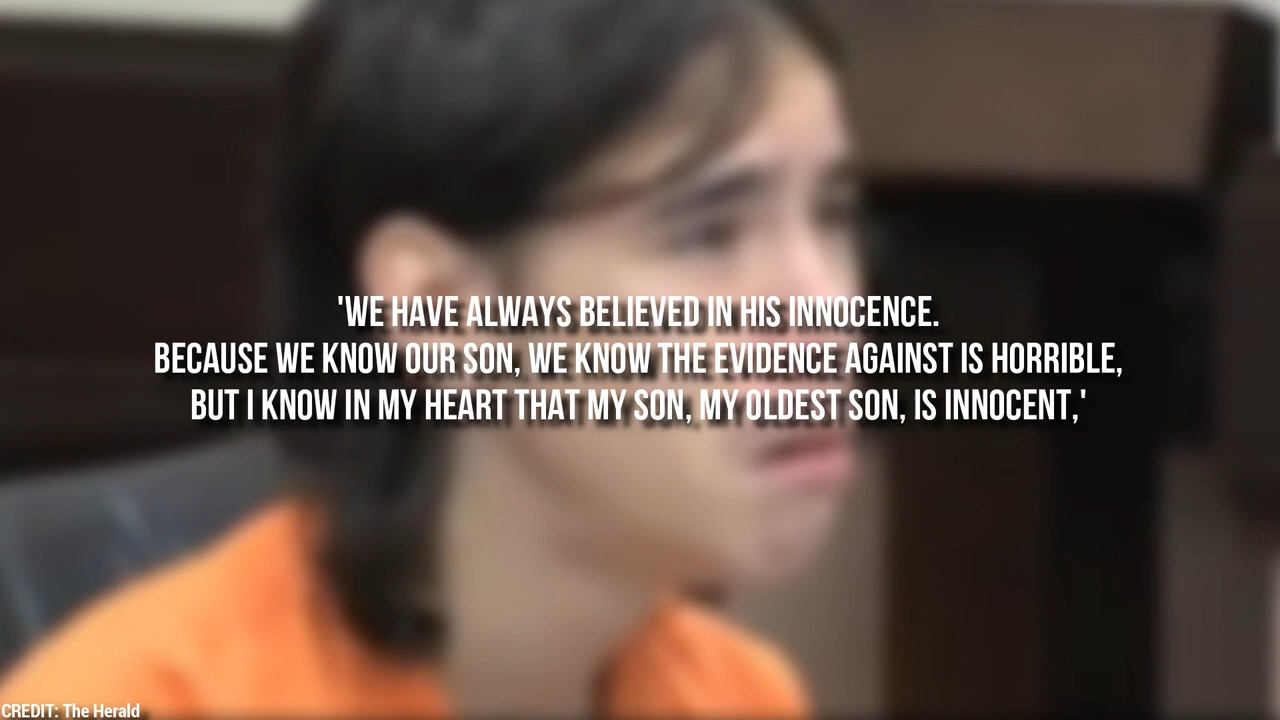 'WE HAVE ALWAYS BELIEVED IN HIS INNOCENCE.
BECAUSE WE KNOW OUR SON, WE KNOW THE EVIDENCE AGAINST IS HORRIBLE,
BUT I KNOW IN MY HEART THAT MY SON, MY OLDEST SON, IS INNOCENT,'
CREDIT: The Herald